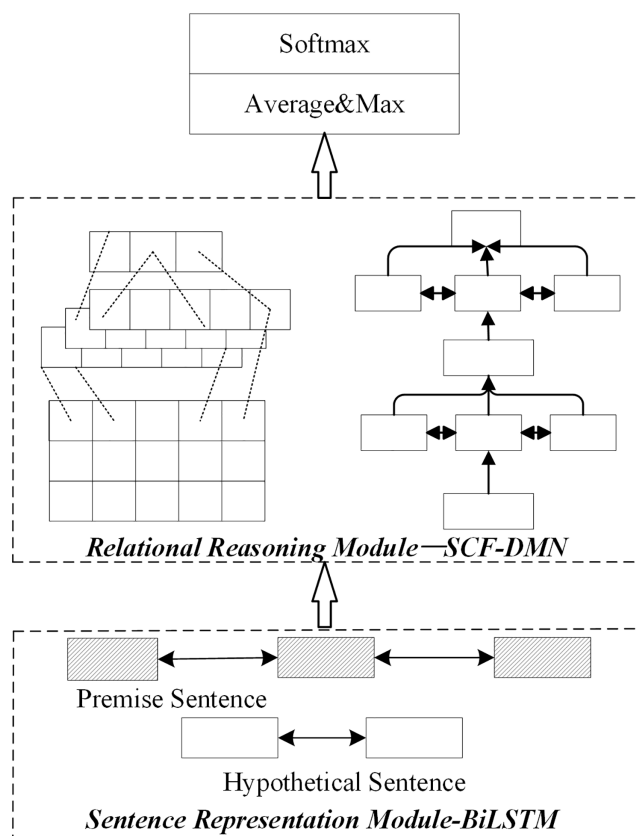 Softmax
Average&Max
Relational Reasoning Module—SCF-DMN
Premise Sentence
Hypothetical Sentence
Sentence Representation Module-BiLSTM